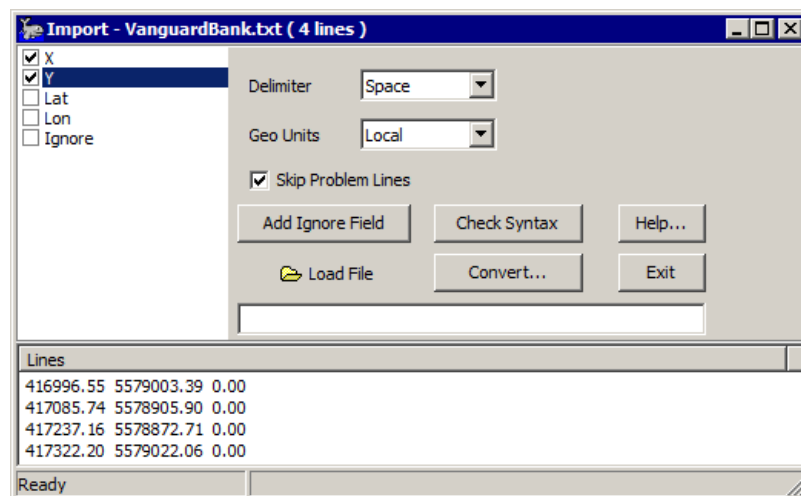 Import - VanguardBank.txt ( 4 lines )
X
Y
Lat
Lon
Ignore
Delimiter Space
Geo Units Local
Skip Problem Lines
Add Ignore Field Check Syntax Help...
Load File Convert... Exit
Lines
416996.55 5579003.39 0.00
417085.74 5578905.90 0.00
417237.16 5578872.71 0.00
417322.20 5579022.06 0.00
Ready